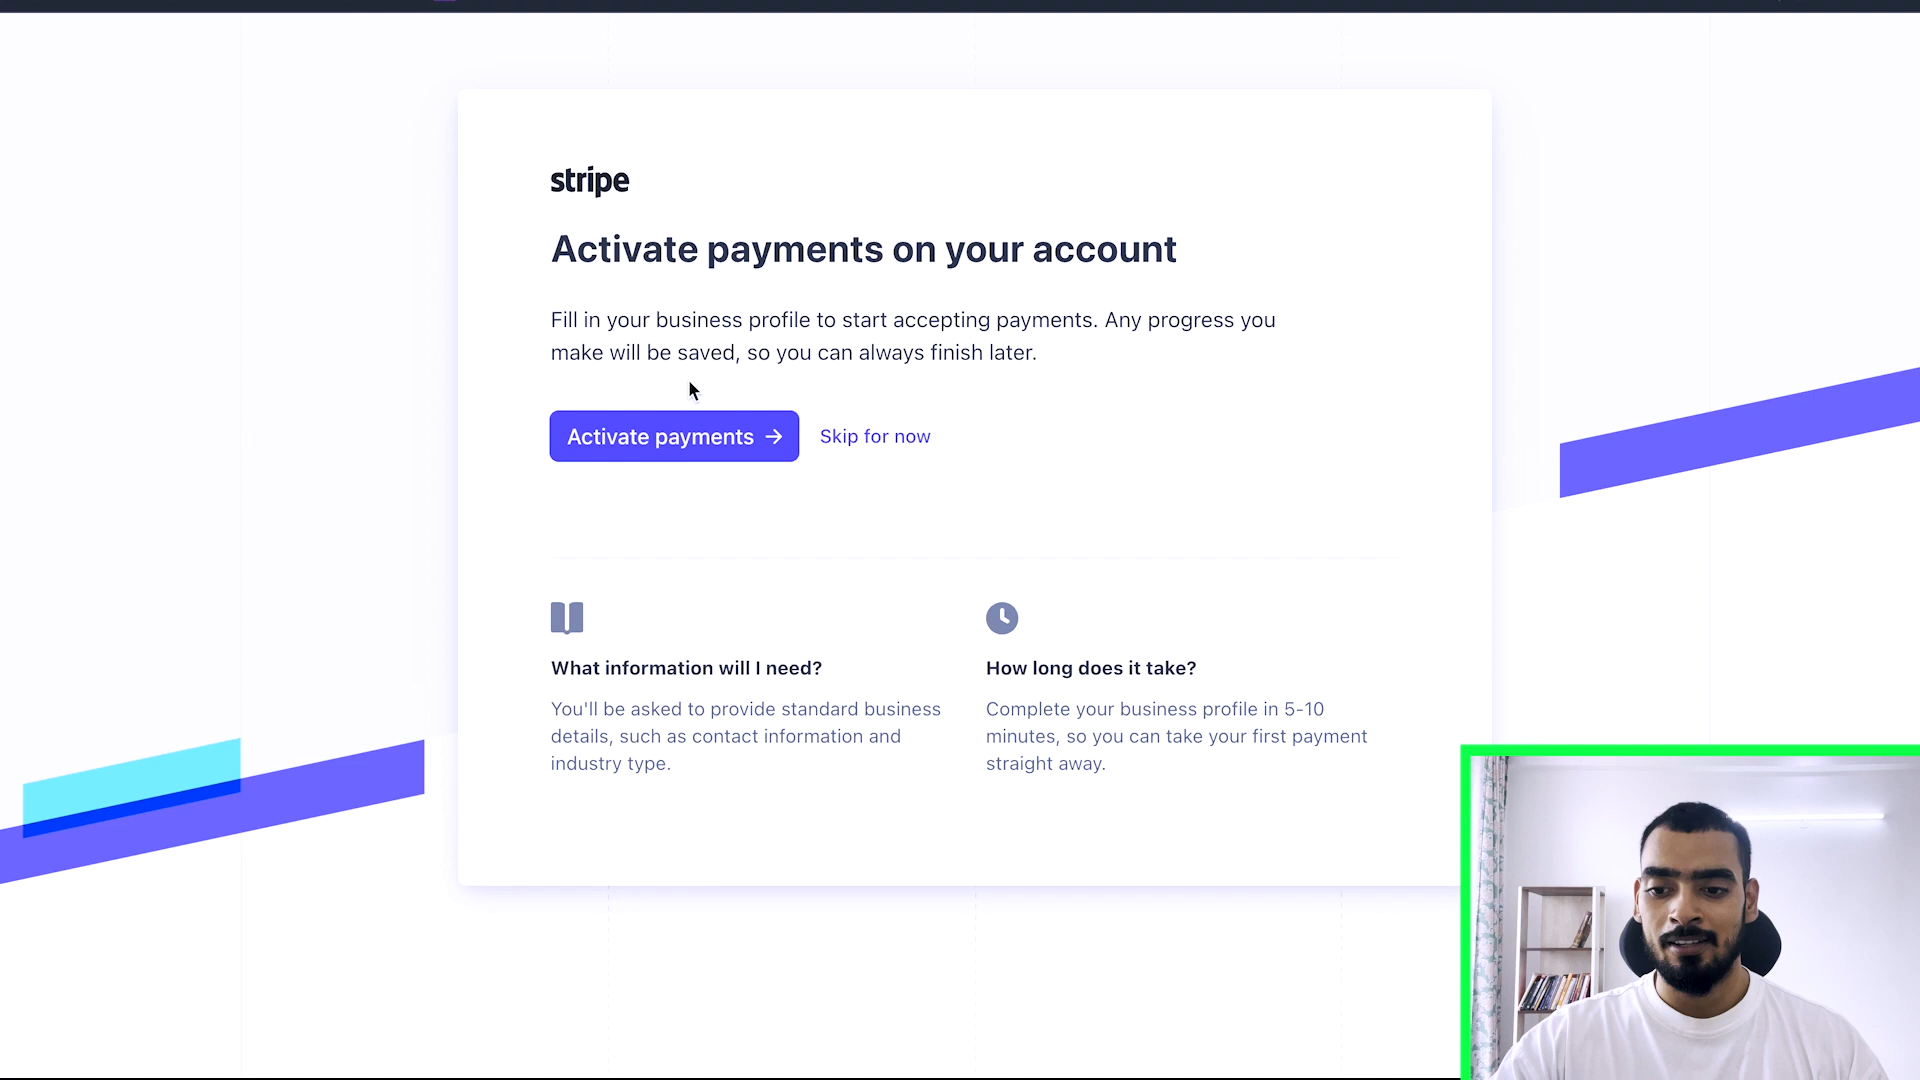 stripe
Activate payments on your account
Fill in your business profile to start accepting payments. Any progress you
make will be saved, so you can always finish later.
Activate payments →
Skip for now
What information will I need?
You'll be asked to provide standard business
details, such as contact information and
industry type.
How long does it take?
Complete your business profile in 5-10
minutes, so you can take your first payment
straight away.